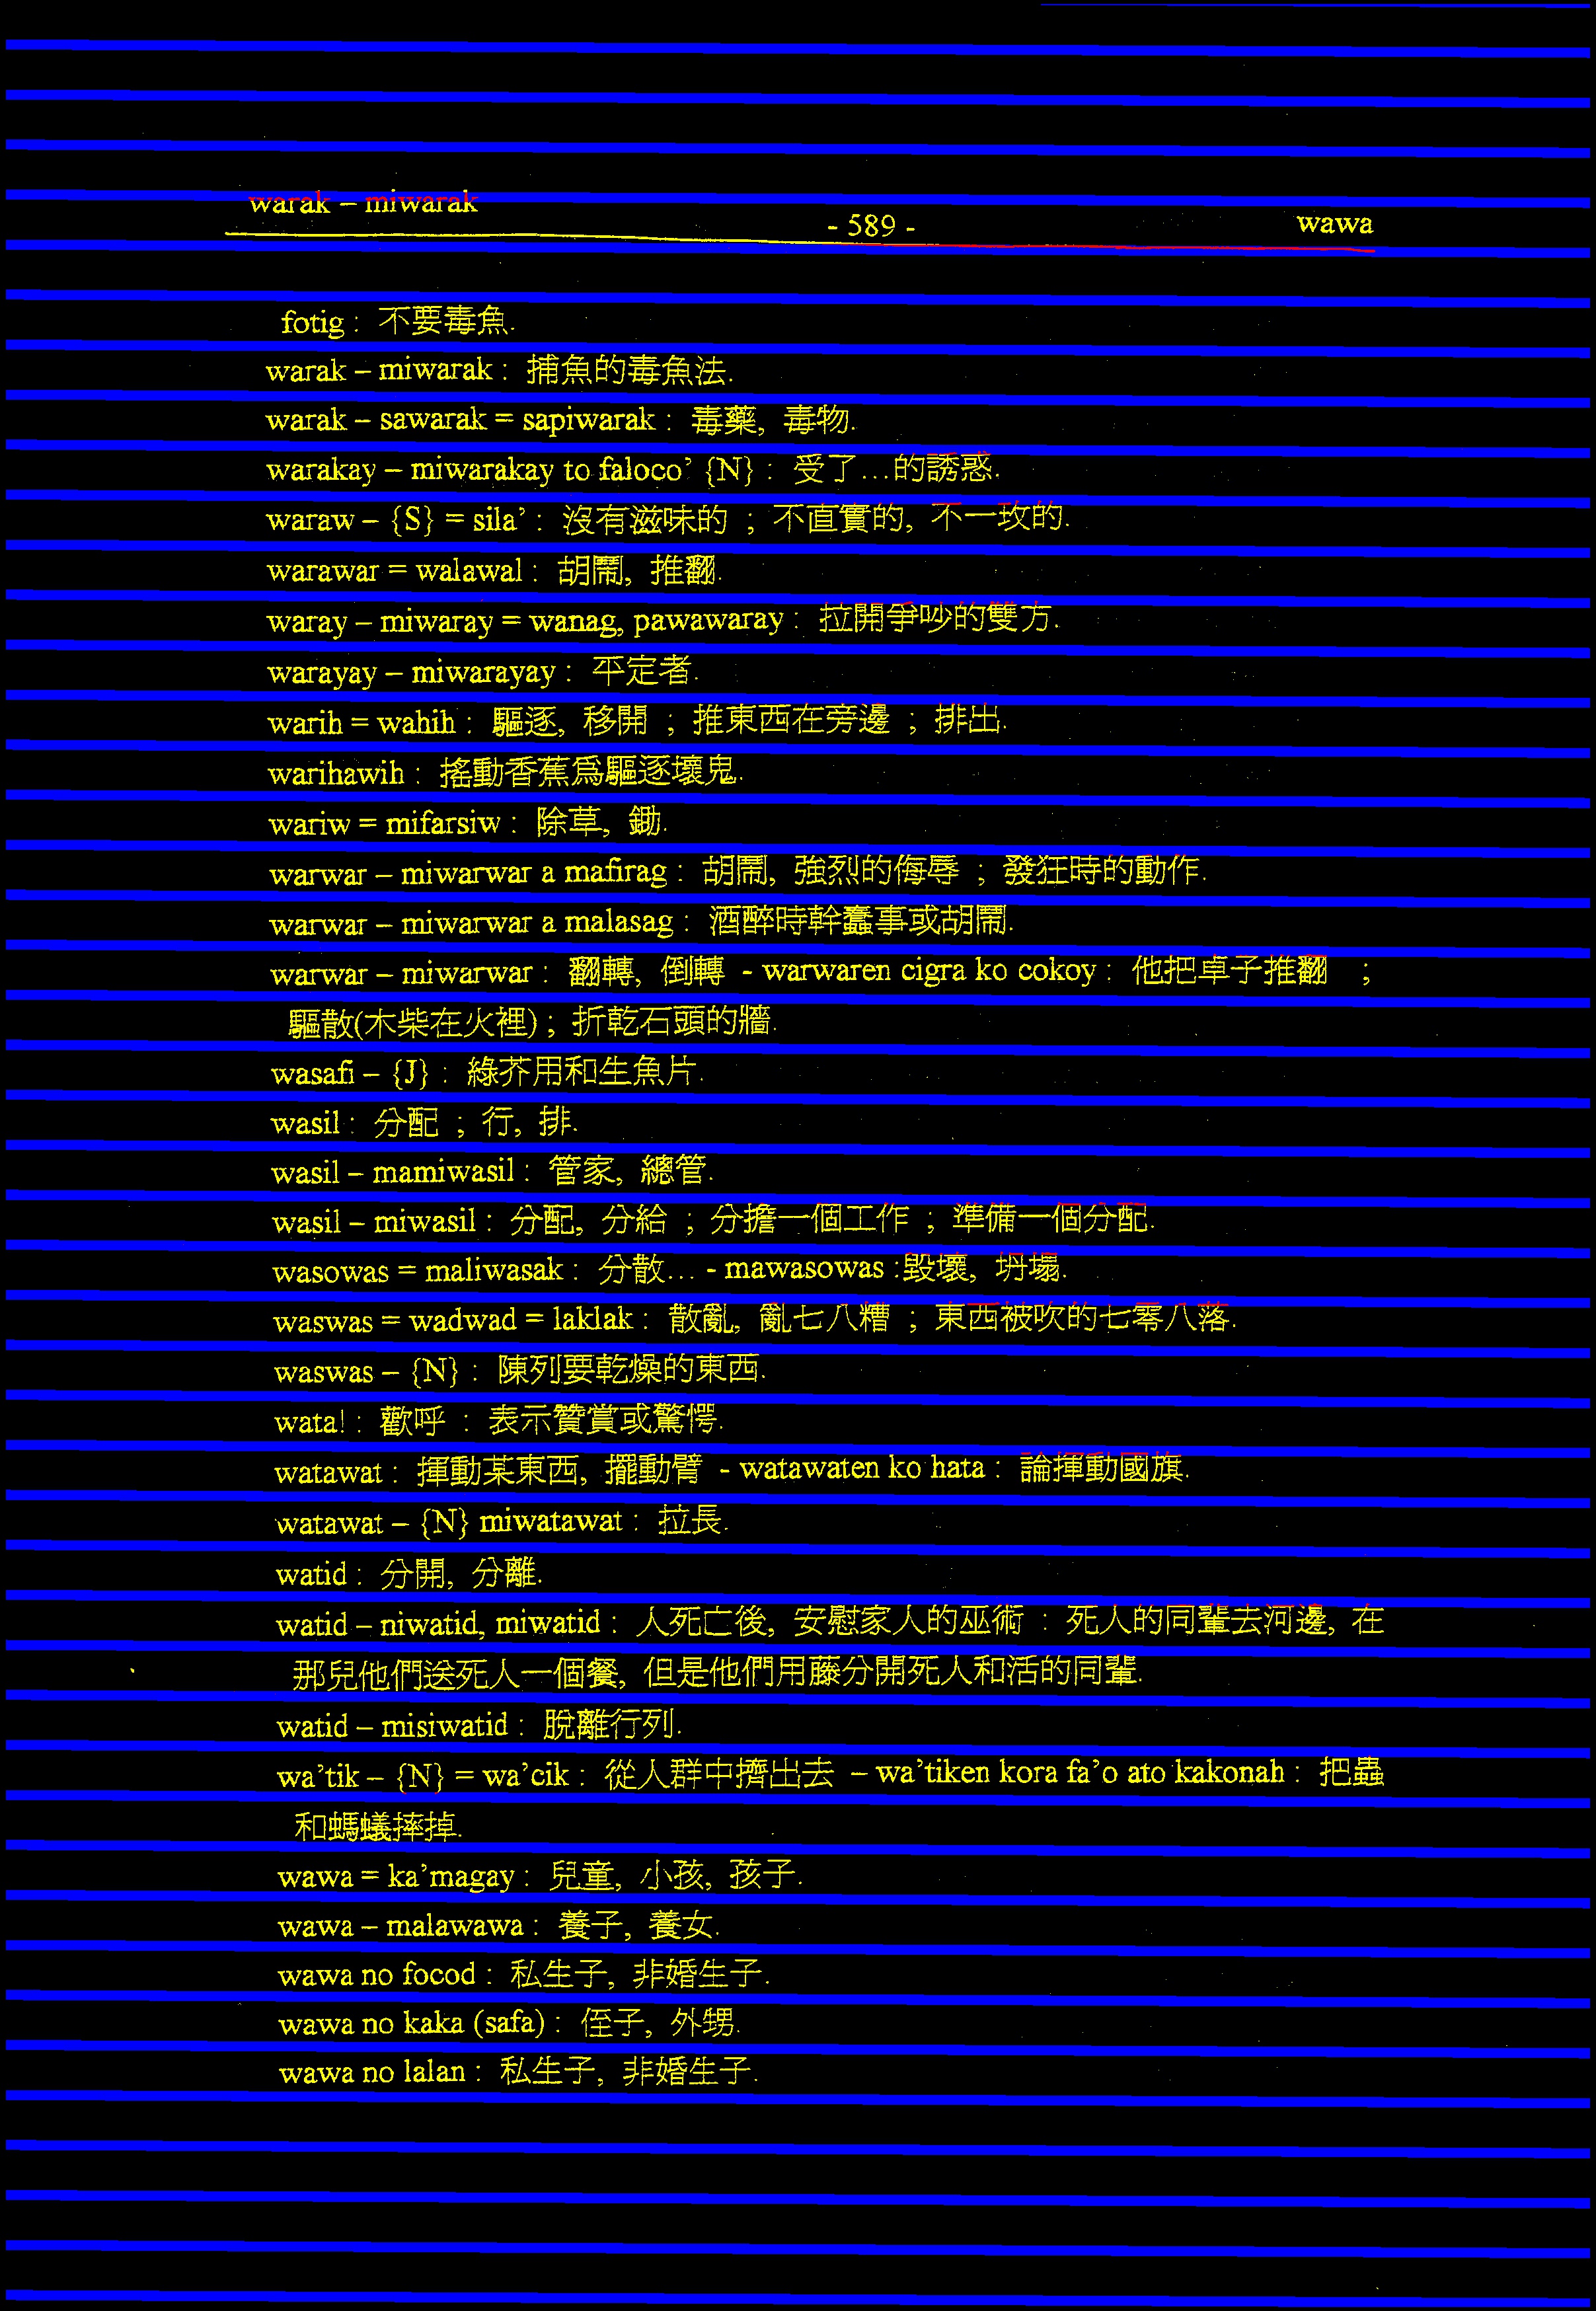 warak – miwarak - 589 - wawa
fotig : 不要毒魚.
warak – miwarak : 捕魚的毒魚法.
warak – sawarak = sapiwarak : 毒藥, 毒物.
warakay – miwarakay to faloco' {N} : 受了...的誘惑.
waraw – {S} = sila' : 沒有滋味的 ; 不直實的, 不一玫的.
warawar = walawal : 胡鬧, 推翻.
waray – miwaray = wanag, pawawaray : 拉開爭吵的雙方.
warayay – miwarayay : 平定者.
warih = wahih : 驅逐, 移開 ; 推東西在旁邊 ; 排出.
warihawih : 搖動香蕉爲驅逐壞鬼.
wariw = mifarsiw : 除草, 鋤.
warwar – miwarwar a mafirag : 胡鬧, 強烈的侮辱 ; 發狂時的動作.
warwar – miwarwar a malasag : 酒醉時幹蠢事或胡鬧.
warwar – miwarwar : 翻轉, 倒轉 - warwaren cigra ko cokoy : 他把卓子推翻 ;
驅散(木柴在火裡) ; 折乾石頭的牆.
wasafi – {J} : 綠芥用和生魚片.
wasil : 分配 ; 行, 排.
wasil – mamiwasil : 管家, 總管.
wasil – miwasil : 分配, 分給 ; 分擔一個工作 ; 準備一個分配.
wasowas = maliwasak : 分散... - mawasowas :毀壞, 坍塌.
waswas = wadwad = laklak : 散亂, 亂七八糟 ; 東西被吹的七零八落.
waswas – {N} : 陳列要乾燥的東西.
wata! : 歡呼 : 表示贊賞或驚愕.
watawat : 揮動某東西, 擺動臂 - watawaten ko hata : 論揮動國旗.
watawat – {N} miwatawat : 拉長.
watid : 分開, 分離.
watid – niwatid, miwatid : 人死亡後, 安慰家人的巫術 : 死人的同輩去河邊, 在
那兒他們送死人一個餐, 但是他們用藤分開死人和活的同輩.
watid – misiwatid : 脫離行列.
wa'tik – {N} = wa'cik : 從人群中擠出去 – wa'tiken kora fa'o ato kakonah : 把蟲
和螞蟻摔掉.
wawa = ka'magay : 兒童, 小孩, 孩子.
wawa – malawawa : 養子, 養女.
wawa no focod : 私生子, 非婚生子.
wawa no kaka (safa) : 侄子, 外甥.
wawa no lalan : 私生子, 非婚生子.